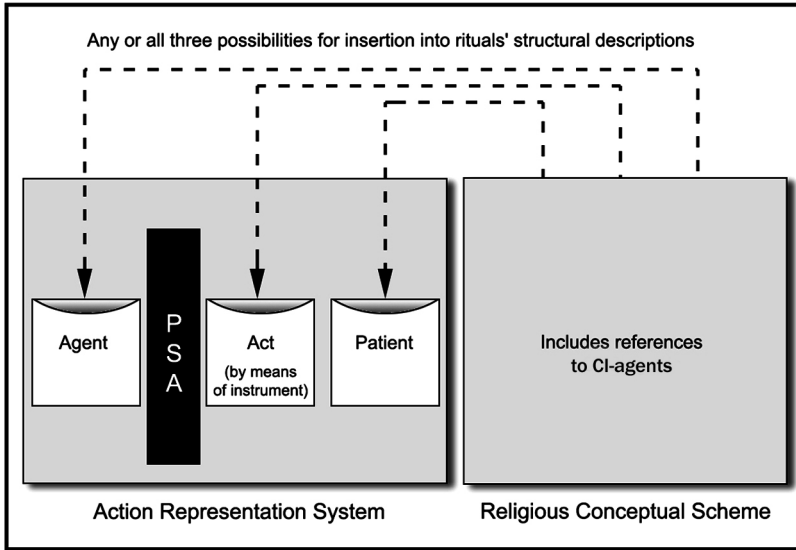 Any or all three possibilities for insertion into rituals' structural descriptions
Agent
P
S
A
Act
(by means
of instrument)
Patient
Includes references
to CI-agents
Action Representation System
Religious Conceptual Scheme